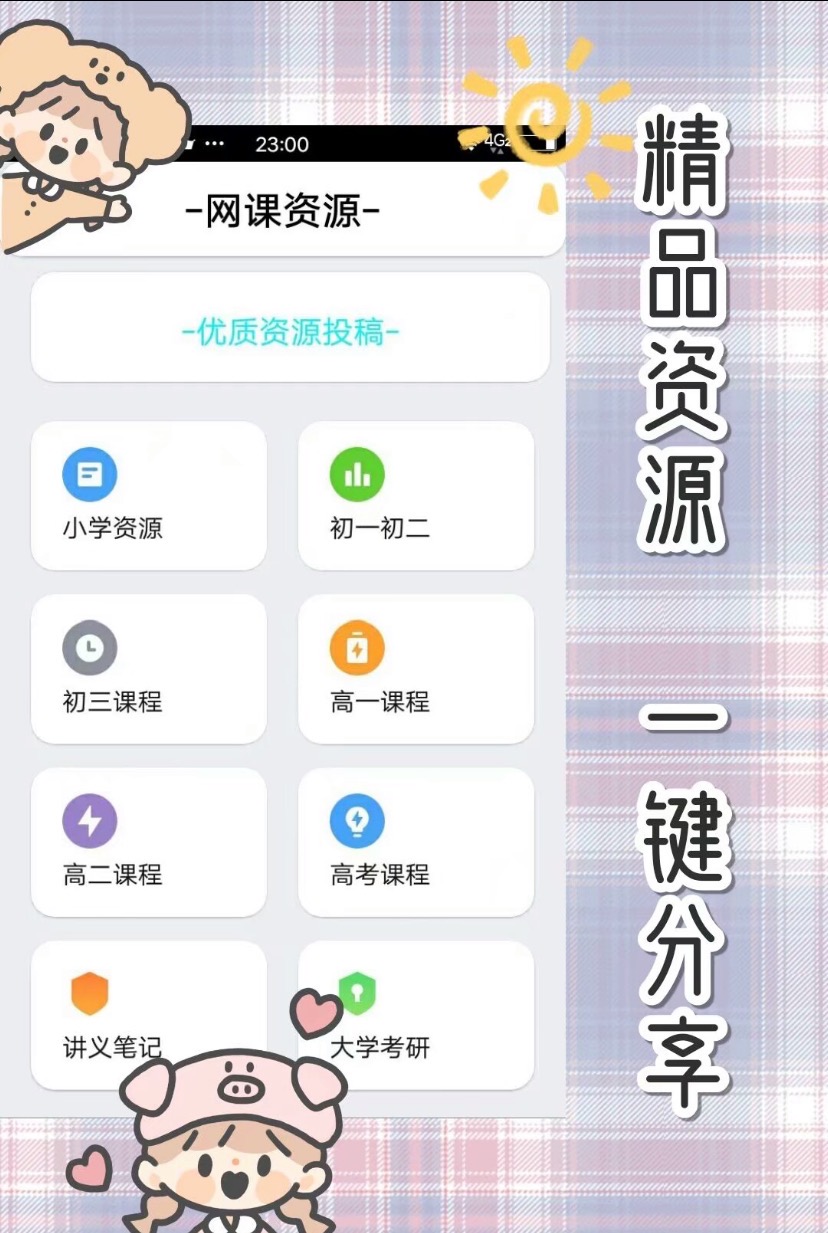 23:00
4G
-网课资源-
-优质资源投稿-
小学资源
初一初二
初三课程
高一课程
高二课程
高考课程
讲义笔记
大学考研
精品资源
一键分享